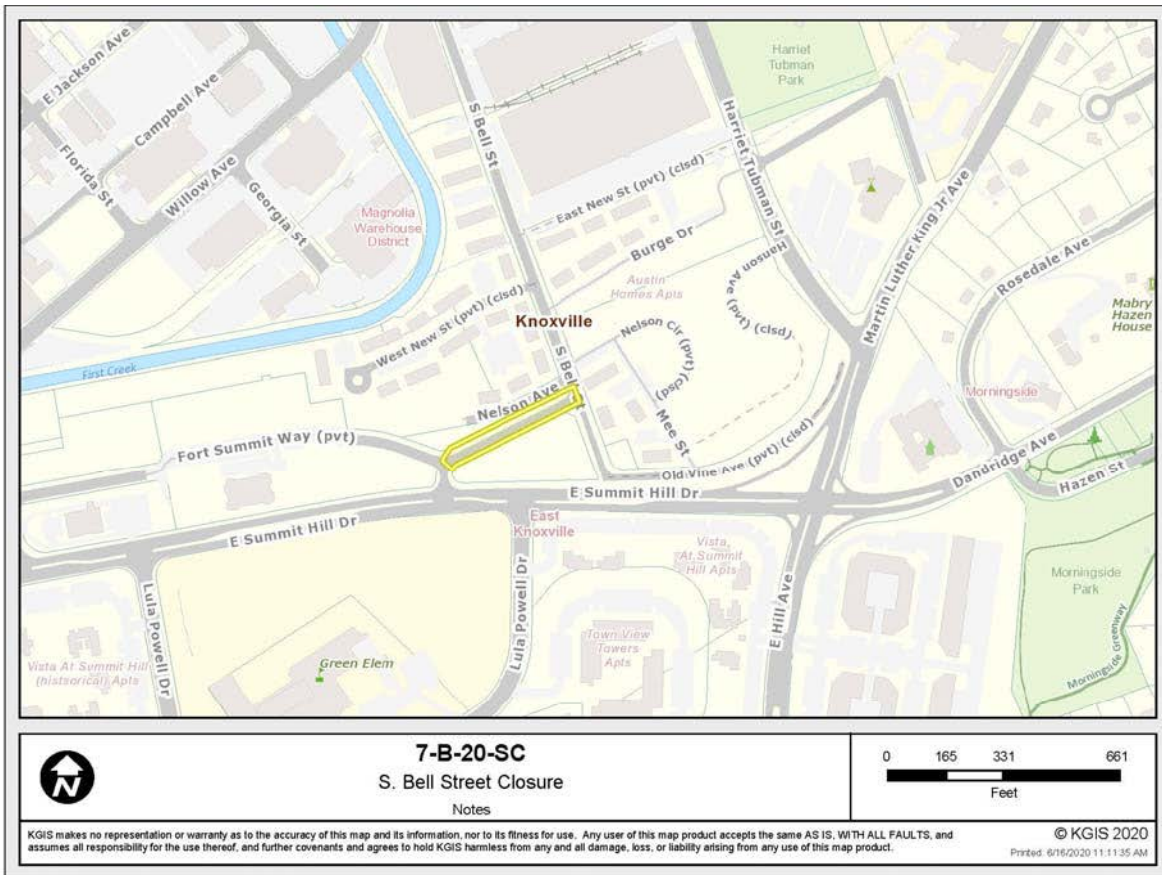 E Jackson Ave
Campbell Ave
Florida St
Willow Ave
Georgia St
Magnolia
Warehouse
District
S Bell St
Harriet
Tubman
Park
Harriet Tubman St
East New St (pvt) (clsd)
Burge Dr
Hanson Ave (pvt) (clsd)
Austin
Homes Apts
Martin Luther King Jr Ave
Rosedale Ave
Mabry
Hazen
House
Morningside
West New St (pvt) (clsd)
Knoxville
Nelson Cir (pvt) (clsd)
First Creek
S Bell St
Nelson Ave
Mee St
Fort Summit Way (pvt)
Old Vine Ave (pvt) (clsd)
Dandridge Ave
Hazen St
E Summit Hill Dr
E Summit Hill Dr
East
Knoxville
Vista
At Summit
Hill Apts
Lula Powell Dr
Lula Powell Dr
E Hill Ave
Morningside
Park
Morningside Greenway
Town View
Towers
Apts
Green Elem
Vista At Summit Hill
(histsorical) Apts
N
7-B-20-SC
S. Bell Street Closure
Notes
0 165 331 661
Feet
KGIS makes no representation or warranty as to the accuracy of this map and its information, nor to its fitness for use. Any user of this map product accepts the same AS IS, WITH ALL FAULTS, and
assumes all responsibility for the use thereof, and further covenants and agrees to hold KGIS harmless from any and all damage, loss, or liability arising from any use of this map product.
© KGIS 2020
Printed: 6/16/2020 11:11:35 AM